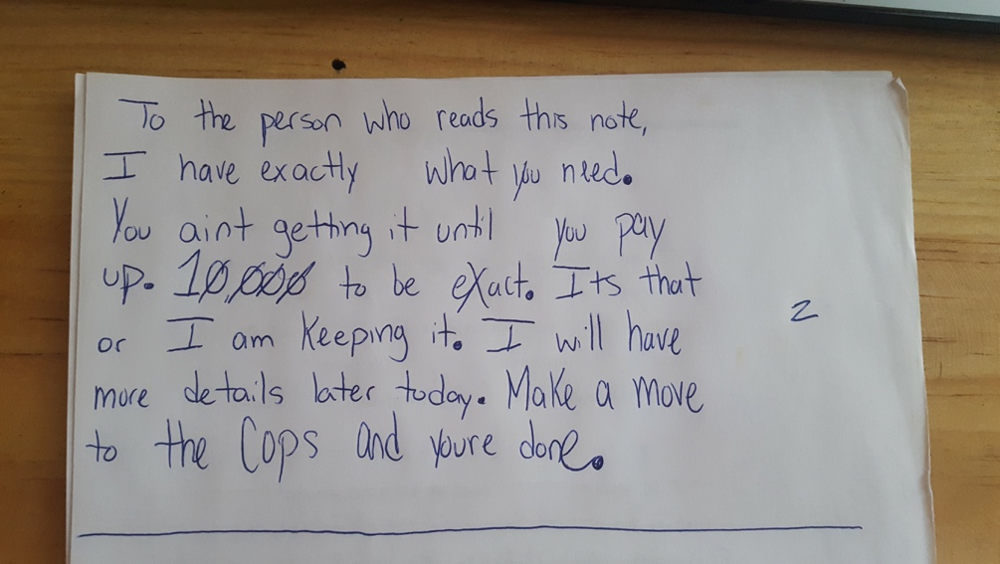 To the person who reads this note,
I have exactly what you need.
You aint getting it until you pay
up. 10,000 to be exact. Its that
or I am keeping it. I will have
2
more details later today. Make a move
to the Cops and youre done.